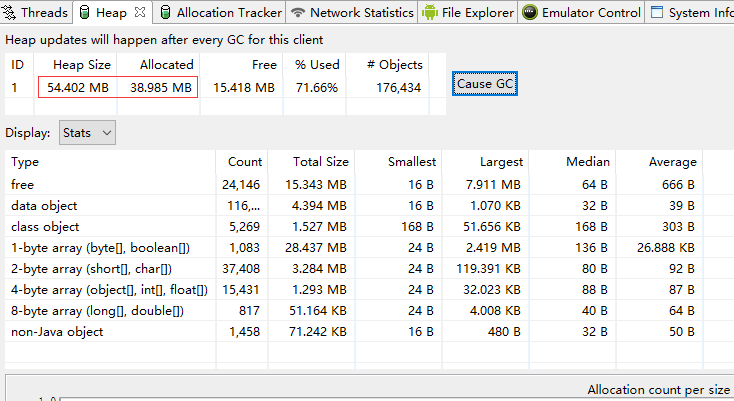 Threads Heap Allocation Tracker Network Statistics File Explorer Emulator Control System Info
Heap updates will happen after every GC for this client
ID Heap Size Allocated Free % Used # Objects
1 54.402 MB 38.985 MB 15.418 MB 71.66% 176,434
Cause GC
Display: Stats
Type Count Total Size Smallest Largest Median Average
free 24,146 15.343 MB 16 B 7.911 MB 64 B 666 B
data object 116,... 4.394 MB 16 B 1.070 KB 32 B 39 B
class object 5,269 1.527 MB 168 B 51.656 KB 168 B 303 B
1-byte array (byte[], boolean[]) 1,083 28.437 MB 24 B 2.419 MB 136 B 26.888 KB
2-byte array (short[], char[]) 37,408 3.284 MB 24 B 119.391 KB 80 B 92 B
4-byte array (object[], int[], float[]) 15,431 1.293 MB 24 B 32.023 KB 88 B 87 B
8-byte array (long[], double[]) 817 51.164 KB 24 B 4.008 KB 40 B 64 B
non-Java object 1,458 71.242 KB 16 B 480 B 32 B 50 B
Allocation count per size